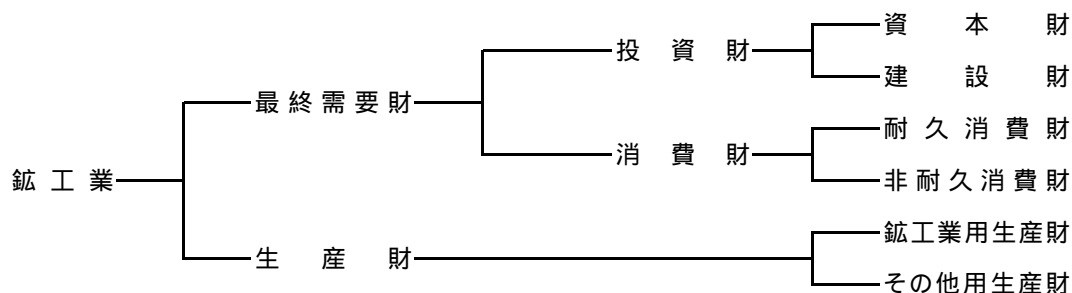 資本財
投資財
建設財
最終需要財
耐久消費財
消費財
鉱工業
非耐久消費財
鉱工業用生産財
生産財
その他用生産財